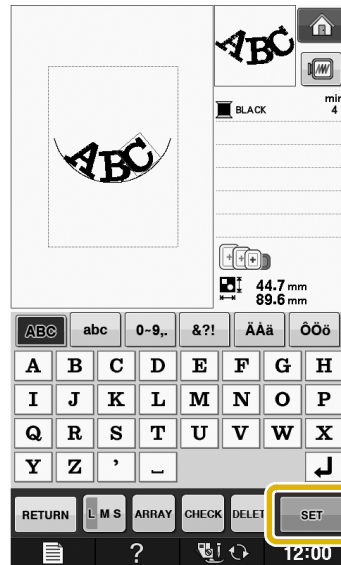 ABC
ABC
BLACK
min
4
44.7 mm
89.6 mm
ABC abc 0~9,. &?! ÄÅä ÔÖö
A B C D E F G H
I J K L M N O P
Q R S T U V W X
Y Z ’ ⎵ ↲
RETURN L M S ARRAY CHECK DELET SET
? 12:00